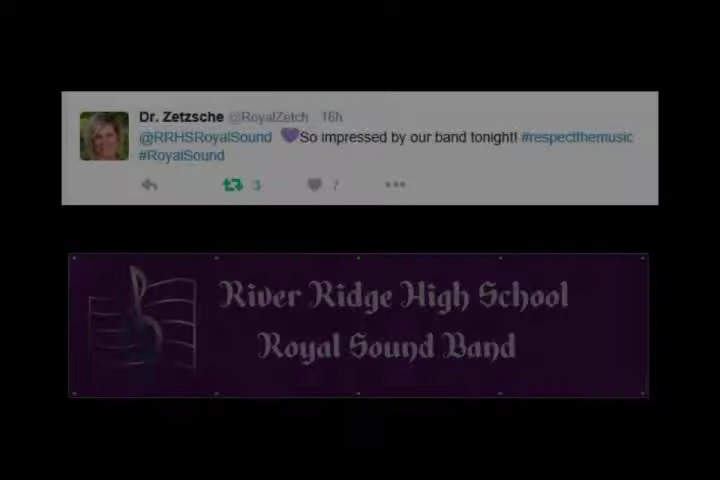 Dr. Zetzsche @RoyalZetch · 16h
@RRHSRoyalSound 💜So impressed by our band tonight! #respectthemusic
#RoyalSound
3 7
River Ridge High School
Royal Sound Band